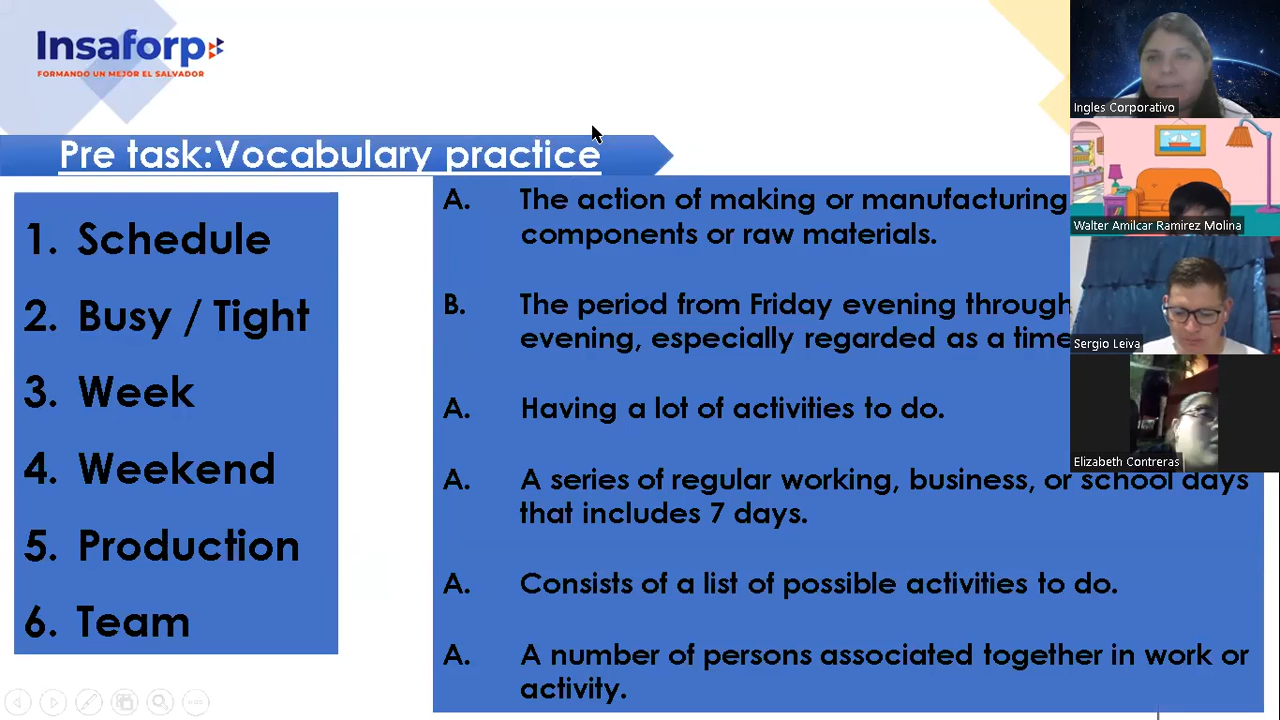 Insaforp
FORMANDO UN MEJOR EL SALVADOR
Pre task:Vocabulary practice
1. Schedule
2. Busy / Tight
3. Week
4. Weekend
5. Production
6. Team
A. The action of making or manufacturing
components or raw materials.
B. The period from Friday evening through
evening, especially regarded as a time
A. Having a lot of activities to do.
A. A series of regular working, business, or school days
that includes 7 days.
A. Consists of a list of possible activities to do.
A. A number of persons associated together in work or
activity.
Ingles Corporativo
Walter Amilcar Ramirez Molina
Sergio Leiva
Elizabeth Contreras